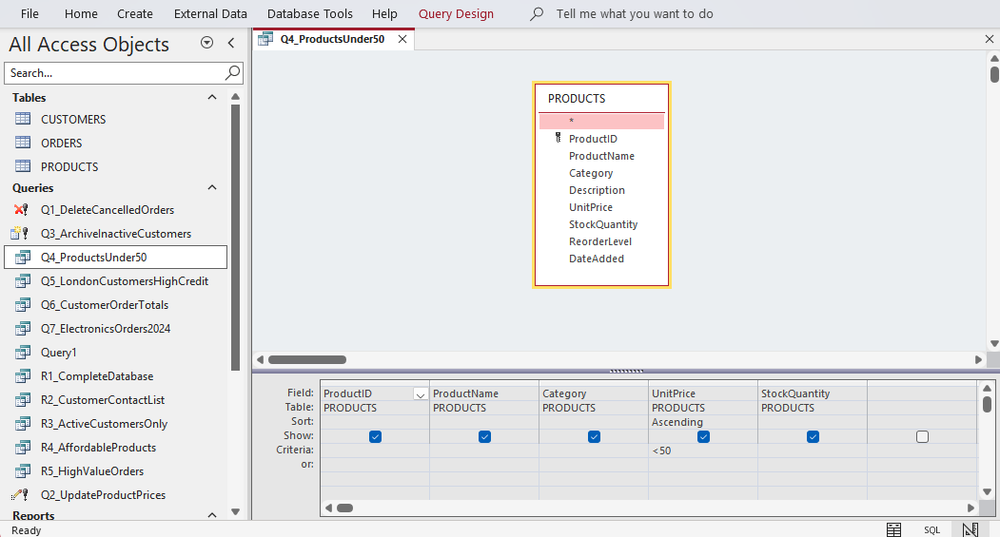 File Home Create External Data Database Tools Help Query Design Tell me what you want to do
All Access Objects
Search...
Tables
CUSTOMERS
ORDERS
PRODUCTS
Queries
Q1_DeleteCancelledOrders
Q3_ArchiveInactiveCustomers
Q4_ProductsUnder50
Q5_LondonCustomersHighCredit
Q6_CustomerOrderTotals
Q7_ElectronicsOrders2024
Query1
R1_CompleteDatabase
R2_CustomerContactList
R3_ActiveCustomersOnly
R4_AffordableProducts
R5_HighValueOrders
Q2_UpdateProductPrices
Reports
Q4_ProductsUnder50
PRODUCTS
*
ProductID
ProductName
Category
Description
UnitPrice
StockQuantity
ReorderLevel
DateAdded
Field: ProductID ProductName Category UnitPrice StockQuantity
Table: PRODUCTS PRODUCTS PRODUCTS PRODUCTS PRODUCTS
Sort: Ascending
Show:
Criteria: <50
or:
Ready SQL